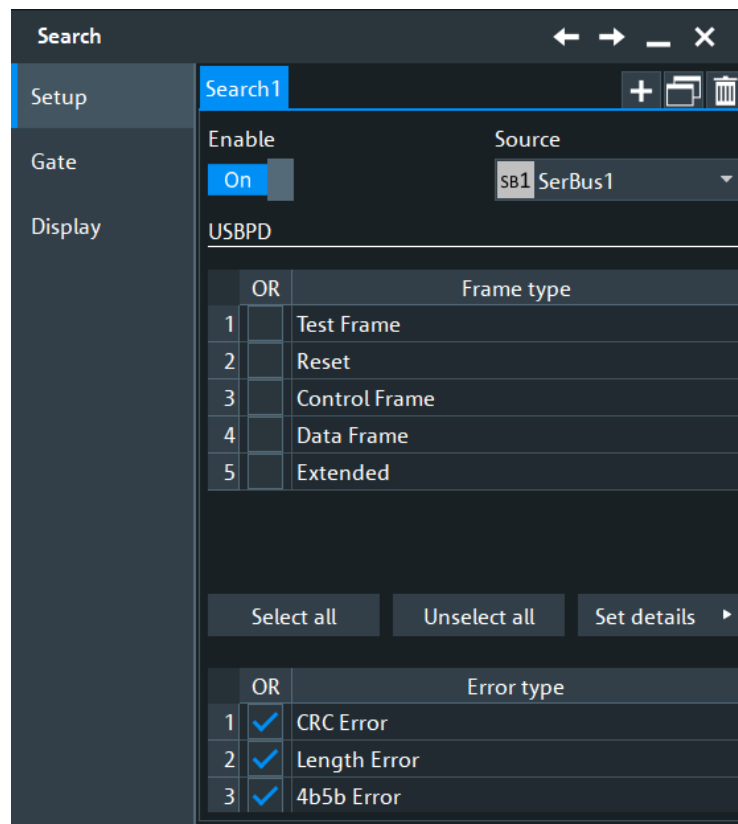 Search
Setup
Gate
Display
Search1
Enable Source
On SB1 SerBus1
USBPD
OR Frame type
1 Test Frame
2 Reset
3 Control Frame
4 Data Frame
5 Extended
Select all Unselect all Set details
OR Error type
1 CRC Error
2 Length Error
3 4b5b Error